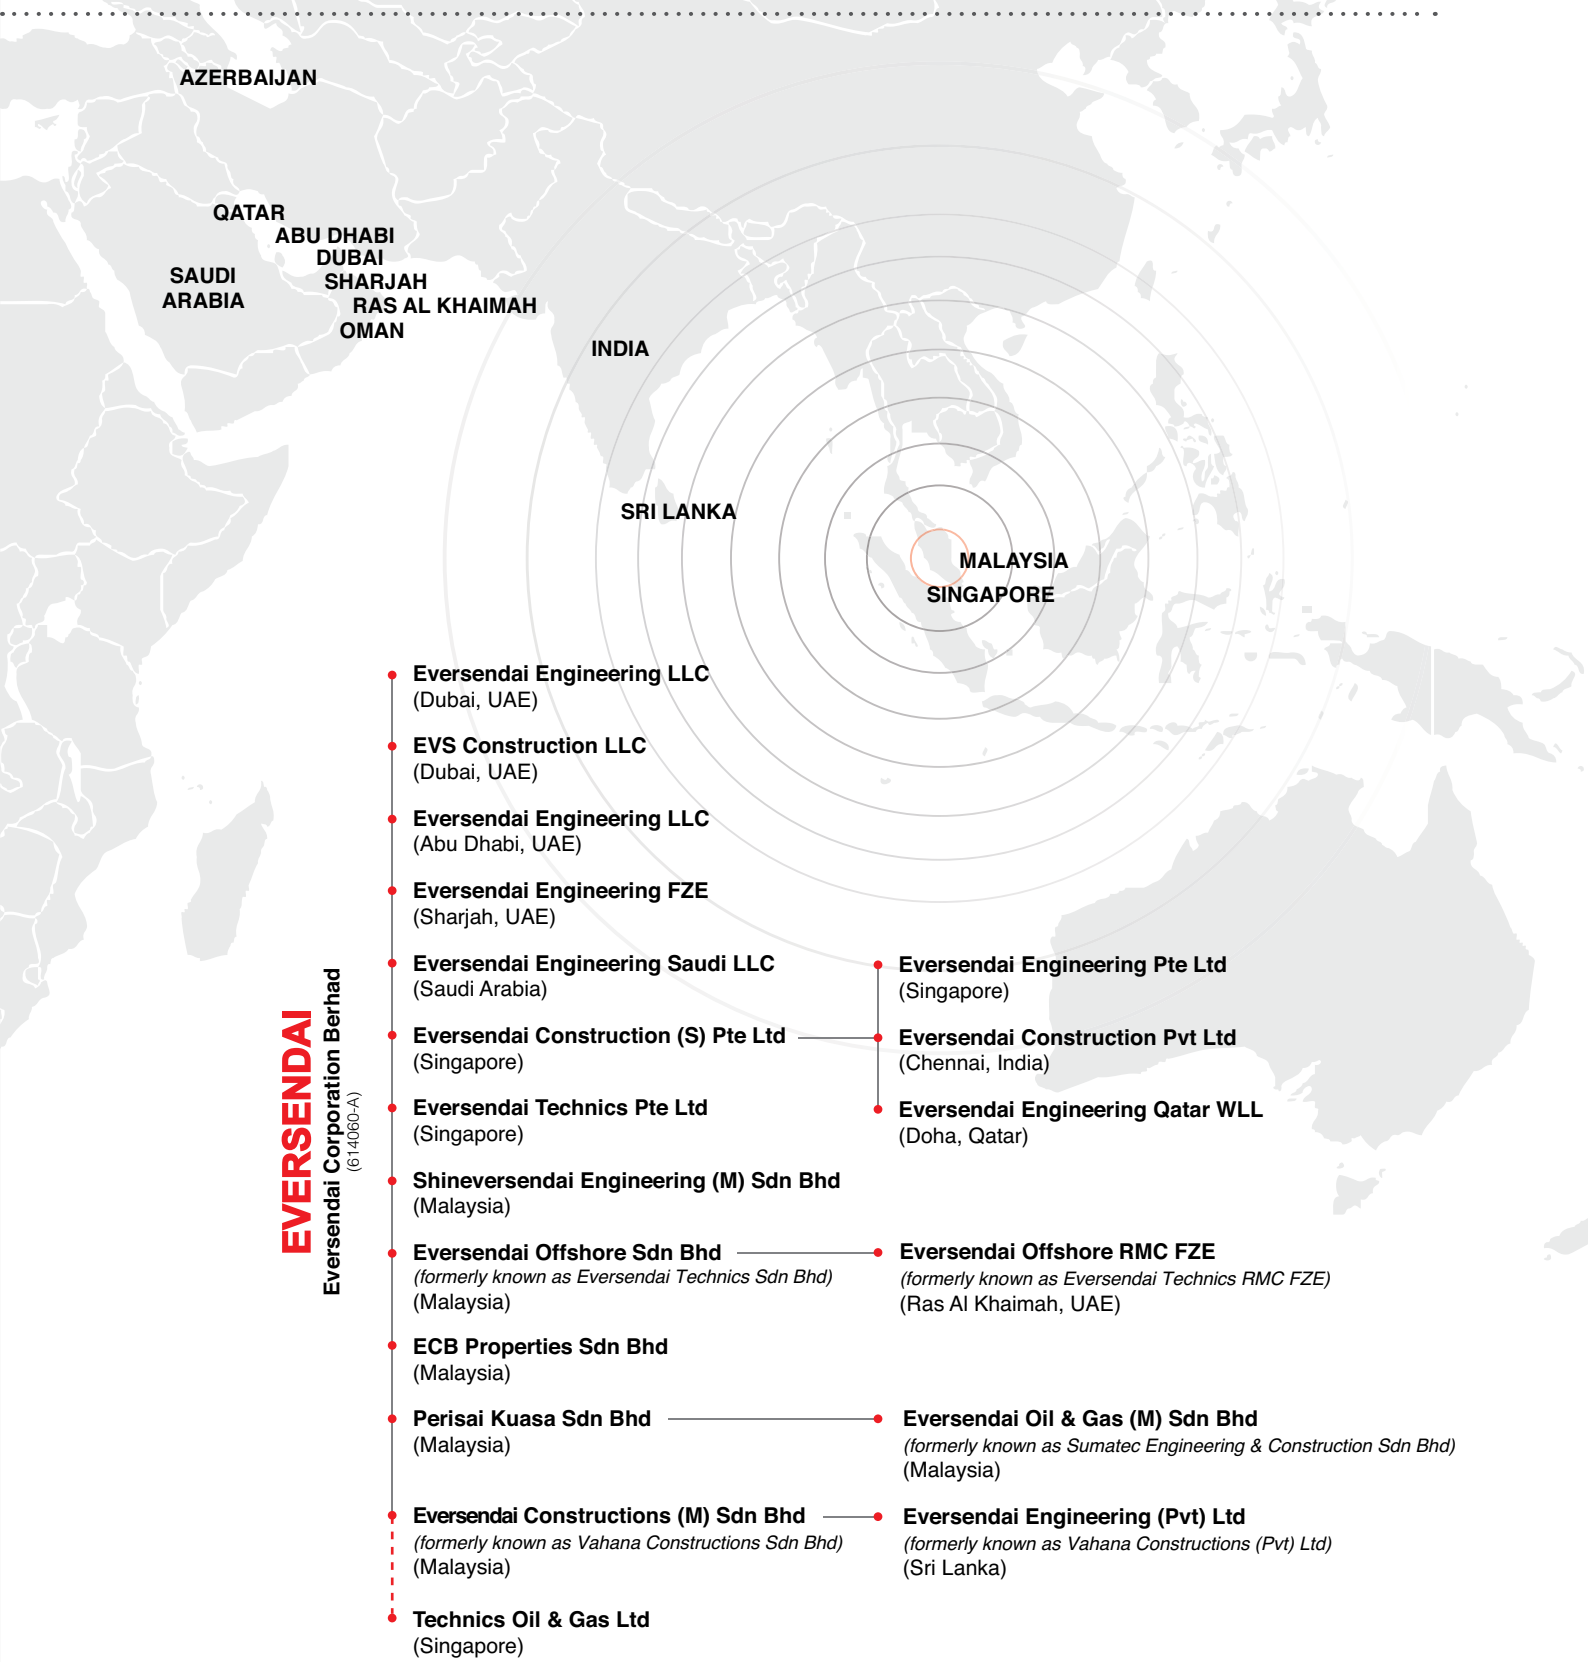 AZERBAIJAN
QATAR
ABU DHABI
DUBAI
SAUDI
ARABIA
SHARJAH
RAS AL KHAIMAH
OMAN
INDIA
SRI LANKA
MALAYSIA
SINGAPORE
EVERSENDAI
Eversendai Corporation Berhad
(614060-A)
Eversendai Engineering LLC
(Dubai, UAE)
EVS Construction LLC
(Dubai, UAE)
Eversendai Engineering LLC
(Abu Dhabi, UAE)
Eversendai Engineering FZE
(Sharjah, UAE)
Eversendai Engineering Saudi LLC
(Saudi Arabia)
Eversendai Construction (S) Pte Ltd
(Singapore)
Eversendai Engineering Pte Ltd
(Singapore)
Eversendai Construction Pvt Ltd
(Chennai, India)
Eversendai Engineering Qatar WLL
(Doha, Qatar)
Eversendai Technics Pte Ltd
(Singapore)
Shineversendai Engineering (M) Sdn Bhd
(Malaysia)
Eversendai Offshore Sdn Bhd
(formerly known as Eversendai Technics Sdn Bhd)
(Malaysia)
Eversendai Offshore RMC FZE
(formerly known as Eversendai Technics RMC FZE)
(Ras Al Khaimah, UAE)
ECB Properties Sdn Bhd
(Malaysia)
Perisai Kuasa Sdn Bhd
(Malaysia)
Eversendai Oil & Gas (M) Sdn Bhd
(formerly known as Sumatec Engineering & Construction Sdn Bhd)
(Malaysia)
Eversendai Constructions (M) Sdn Bhd
(formerly known as Vahana Constructions Sdn Bhd)
(Malaysia)
Eversendai Engineering (Pvt) Ltd
(formerly known as Vahana Constructions (Pvt) Ltd)
(Sri Lanka)
Technics Oil & Gas Ltd
(Singapore)